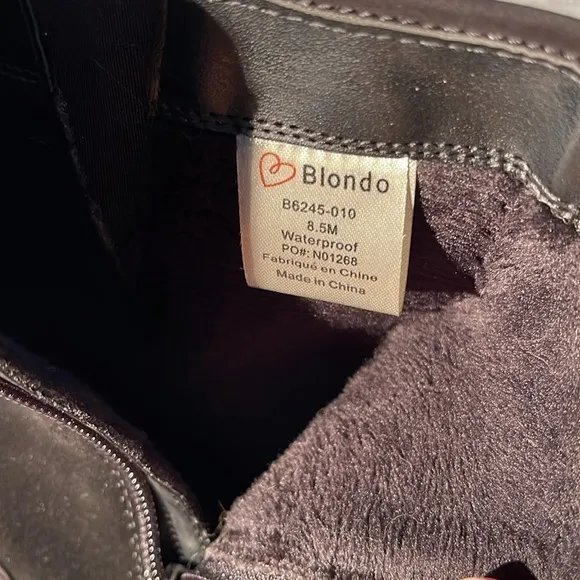 Blondo
B6245-010
8.5M
Waterproof
PO#: N01268
Fabriqué en Chine
Made in China